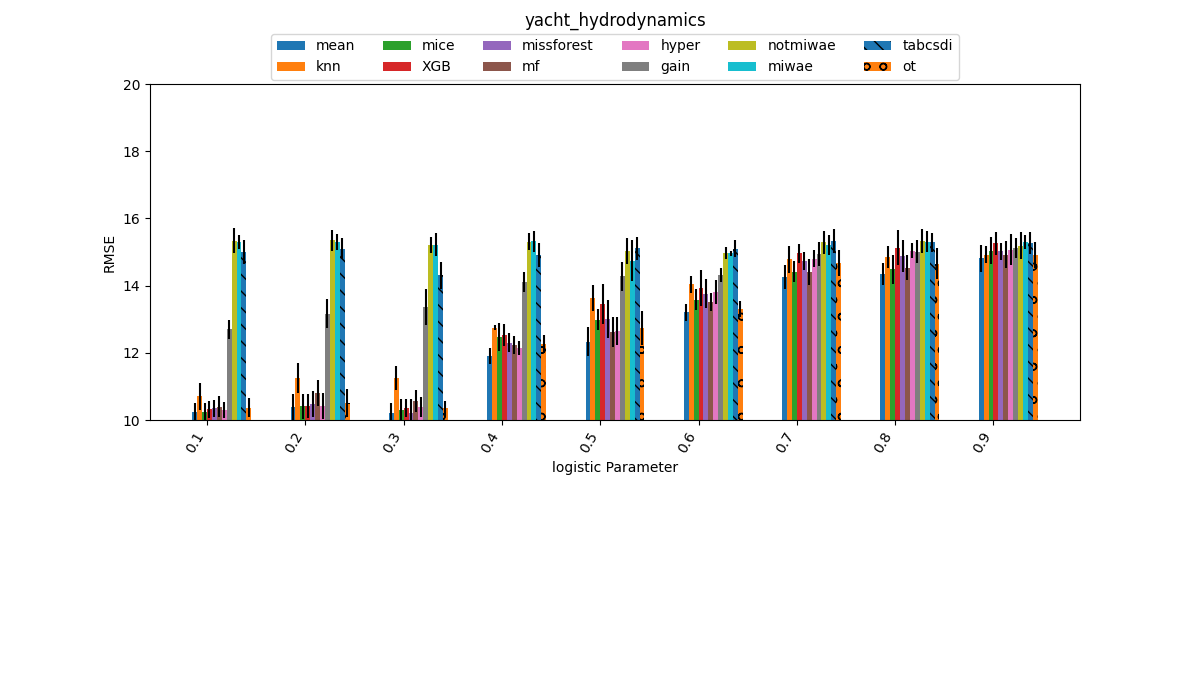 yacht_hydrodynamics
mean mice missforest hyper notmiwae tabcsdi
knn XGB mf gain miwae ot
20
18
16
14
12
10
RMSE
0.1 0.2 0.3 0.4 0.5 0.6 0.7 0.8 0.9
logistic Parameter